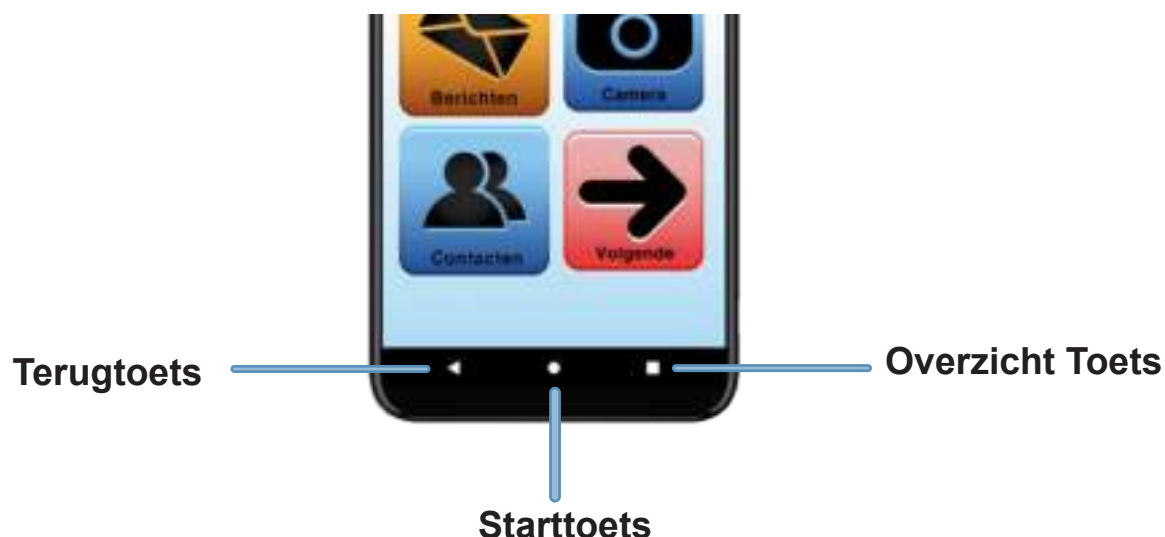 Berichten Camera
Contacten Volgende
Terugtoets
Overzicht Toets
Starttoets